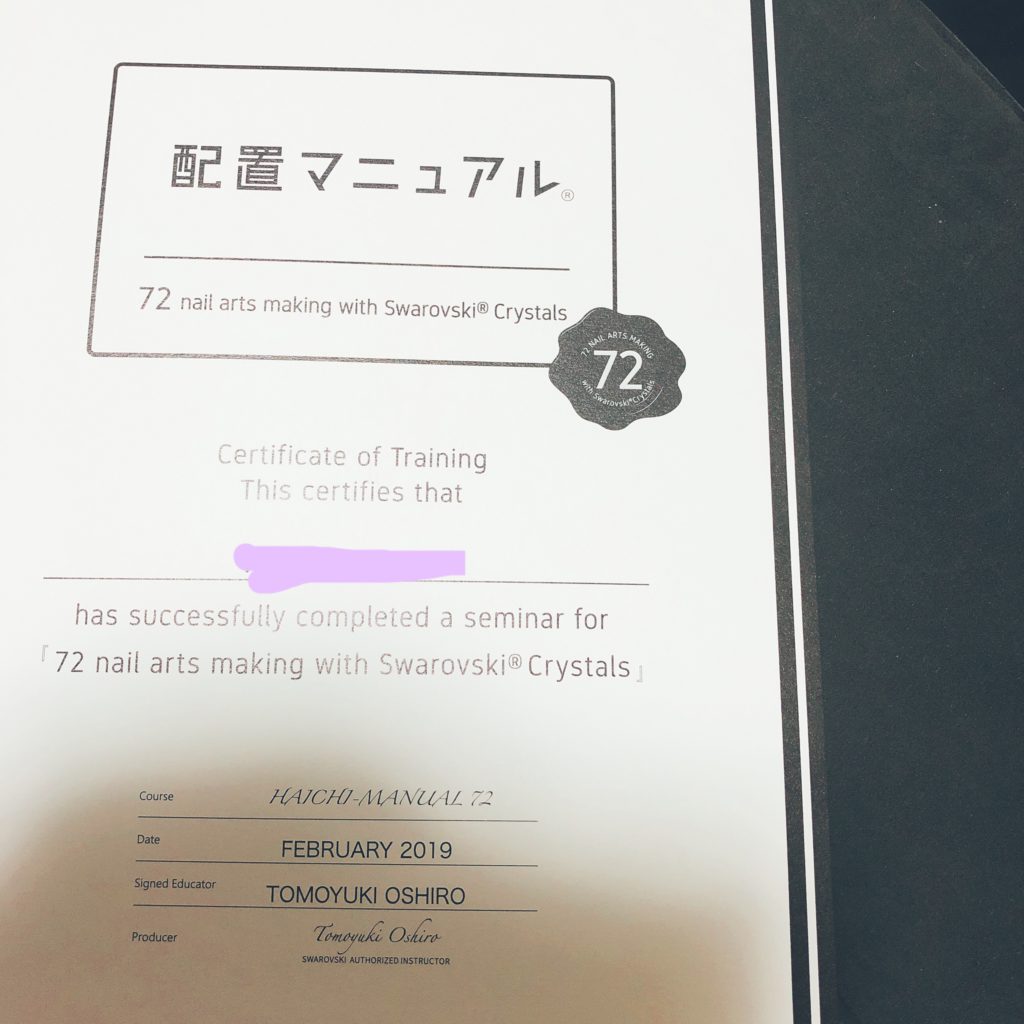 配置マニュアル®
72 nail arts making with Swarovski® Crystals
72 NAIL ARTS MAKING
72
with Swarovski® Crystals
Certificate of Training
This certifies that
has successfully completed a seminar for
「72 nail arts making with Swarovski® Crystals」
Course HAICHI-MANUAL 72
Date FEBRUARY 2019
Signed Educator TOMOYUKI OSHIRO
Producer Tomoyuki Oshiro
SWAROVSKI AUTHORIZED INSTRUCTOR